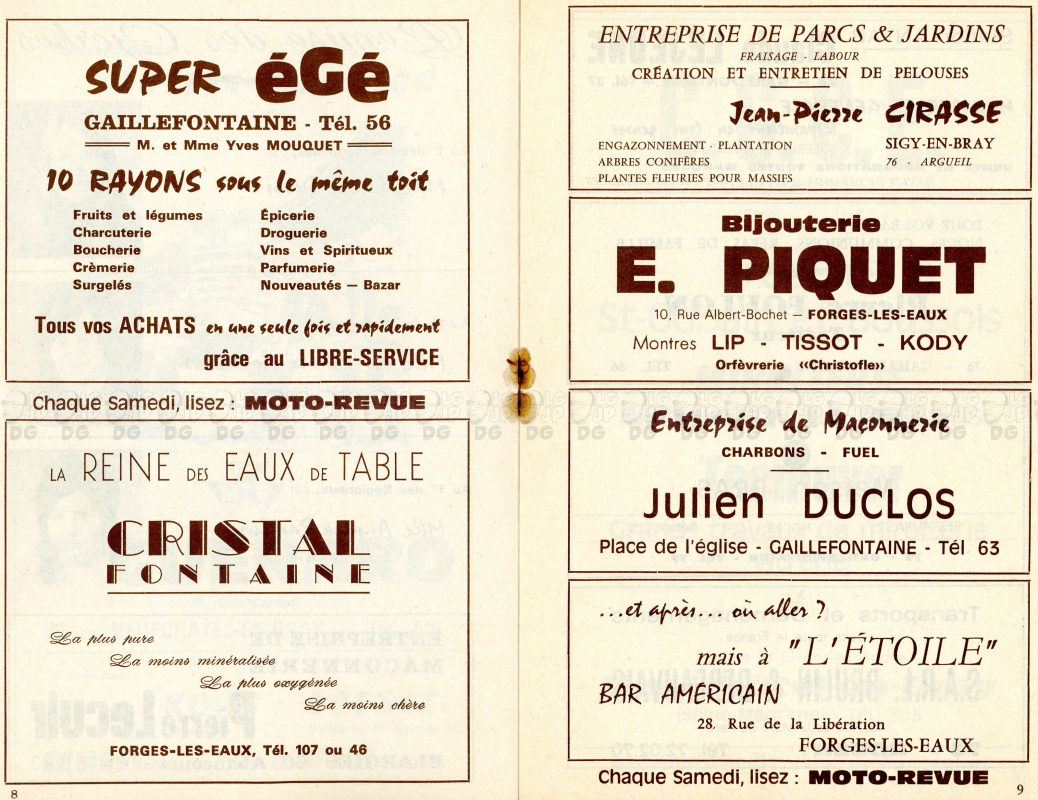 SUPER éGé
GAILLEFONTAINE - Tél. 56
M. et Mme Yves MOUQUET
10 RAYONS sous le même toit
Fruits et légumes
Charcuterie
Boucherie
Crèmerie
Surgelés
Épicerie
Droguerie
Vins et Spiritueux
Parfumerie
Nouveautés — Bazar
Tous vos ACHATS en une seule fois et rapidement
grâce au LIBRE-SERVICE
Chaque Samedi, lisez : MOTO-REVUE
LA REINE DES EAUX DE TABLE
CRISTAL
FONTAINE
La plus pure
La moins minéralisée
La plus oxygénée
La moins chère
FORGES-LES-EAUX, Tél. 107 ou 46
8
ENTREPRISE DE PARCS & JARDINS
FRAISAGE - LABOUR
CRÉATION ET ENTRETIEN DE PELOUSES
Jean-Pierre CIRASSE
ENGAZONNEMENT - PLANTATION
ARBRES CONIFÈRES
PLANTES FLEURIES POUR MASSIFS
SIGY-EN-BRAY
76 - ARGUEIL
Bijouterie
E. PIQUET
10, Rue Albert-Bochet — FORGES-LES-EAUX
Montres LIP - TISSOT - KODY
Orfèvrerie «Christofle»
Entreprise de Maçonnerie
CHARBONS - FUEL
Julien DUCLOS
Place de l'église - GAILLEFONTAINE - Tél 63
...et après... où aller ?
mais à "L'ÉTOILE"
BAR AMÉRICAIN
28, Rue de la Libération
FORGES-LES-EAUX
Chaque Samedi, lisez : MOTO-REVUE
9